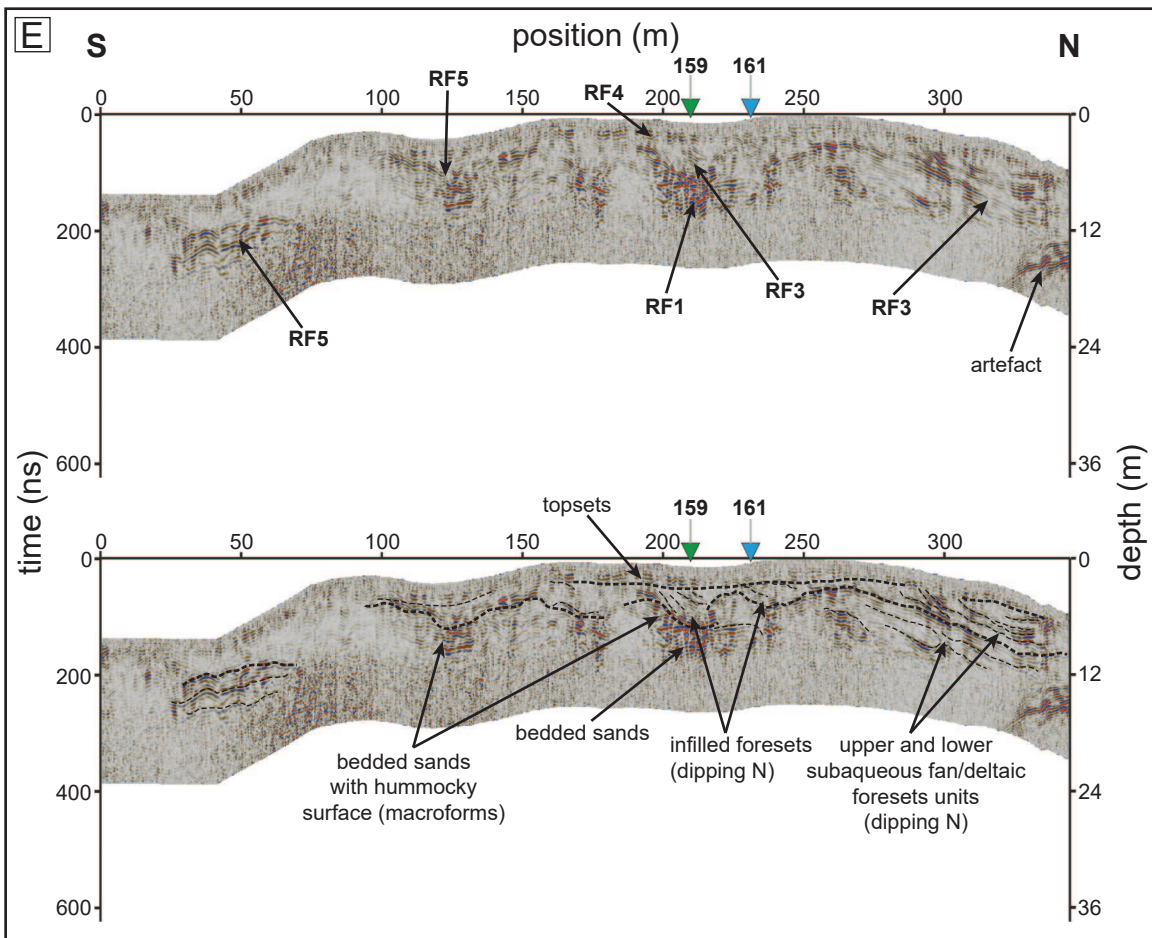 E
S
position (m)
N
159
161
RF5
RF4
0
50
100
150
200
250
300
0
0
200
12
400
24
600
36
RF5
RF1
RF3
RF3
artefact
time (ns)
depth (m)
topsets
159
161
0
50
100
150
200
250
300
0
0
200
12
400
24
600
36
bedded sands
with hummocky
surface (macroforms)
bedded sands
infilled foresets
(dipping N)
upper and lower
subaqueous fan/deltaic
foresets units
(dipping N)